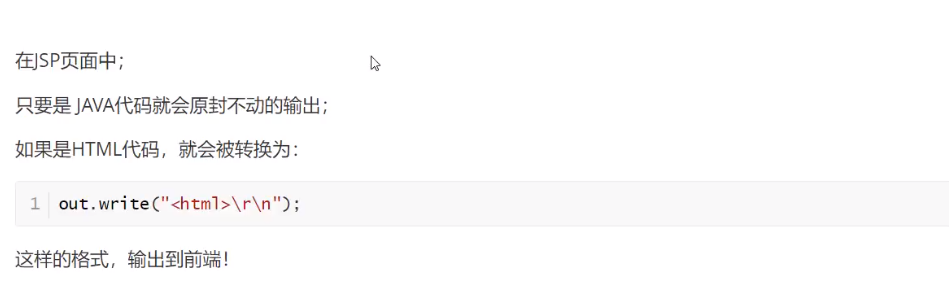 在JSP页面中；
只要是 JAVA代码就会原封不动的输出；
如果是HTML代码，就会被转换为：
1 out.write("<html>\r\n");
这样的格式，输出到前端！